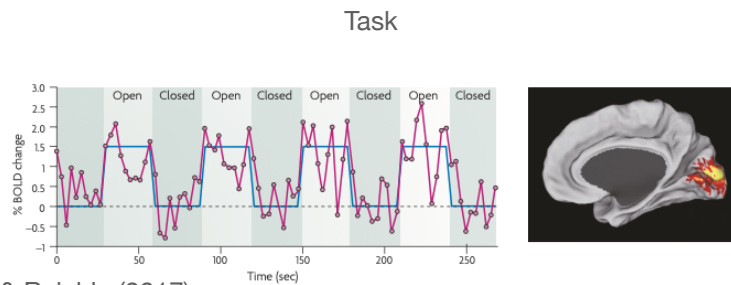 Task
Open Closed Open Closed Open Closed Open Closed
3.0
2.5
2.0
1.5
1.0
0.5
0
−0.5
−1
% BOLD change
0 50 100 150 200 250
Time (sec)
(2017)